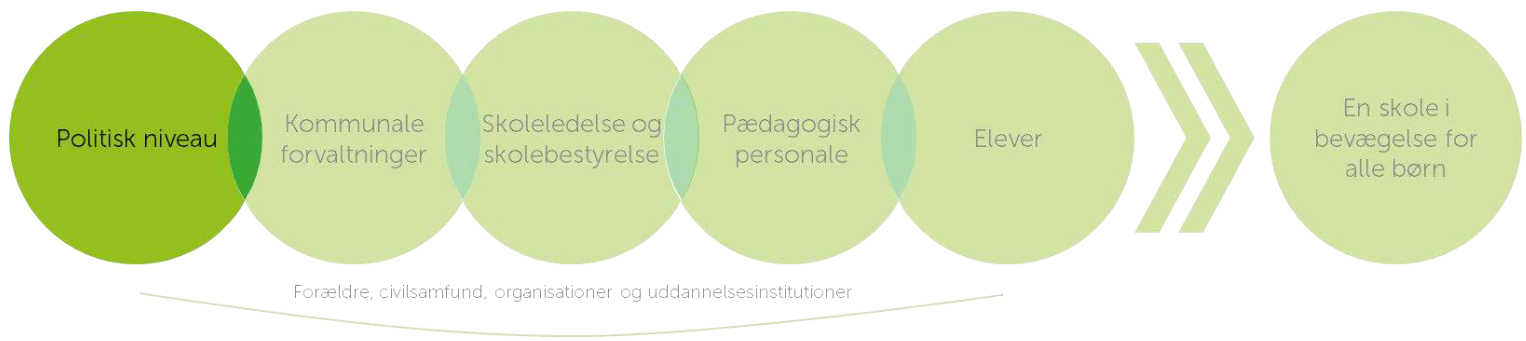 Politisk niveau
Kommunale
forvaltninger
Skoleledelse og
skolebestyrelse
Pædagogisk
personale
Elever
En skole i
bevægelse for
alle børn
Forældre, civilsamfund, organisationer og uddannelsesinstitutioner